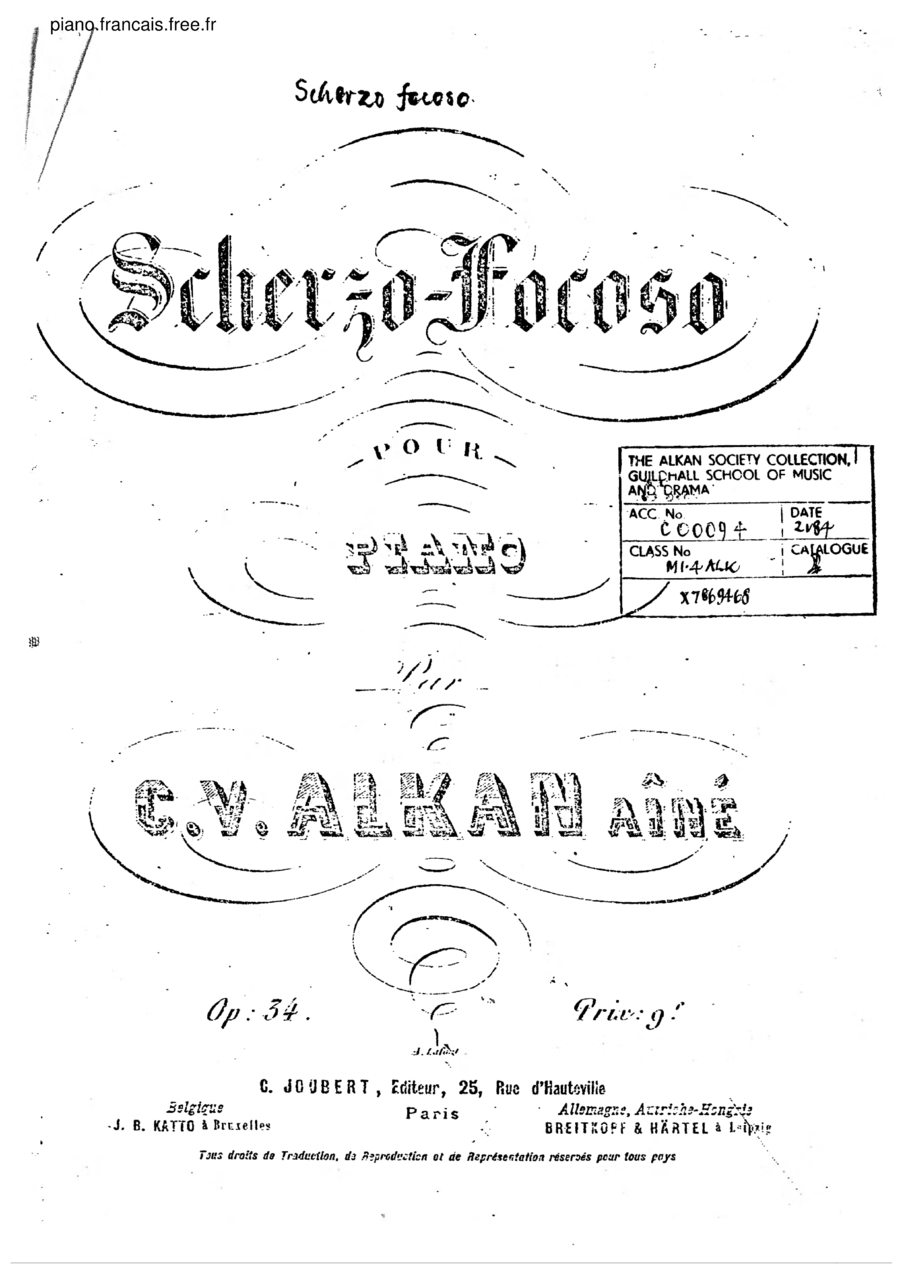 piano.francais.free.fr
Scherzo focoso.
Scherzo-Focoso
POUR
PIANO
THE ALKAN SOCIETY COLLECTION,
GUILDHALL SCHOOL OF MUSIC
AND DRAMA
ACC. No. CC0094
DATE 2/84
CLASS No M1·4 ALK
CATALOGUE
X7869468
Par
C.V. ALKAN AÎNÉ
Op: 34.
Prix: 9f
C. JOUBERT, Editeur, 25, Rue d'Hauteville
Paris
Belgique
J. B. KATTO à Bruxelles
Allemagne, Autriche-Hongrie
BREITKOPF & HÄRTEL à Leipzig
Tous droits de Traduction, de Reproduction et de Représentation réservés pour tous pays